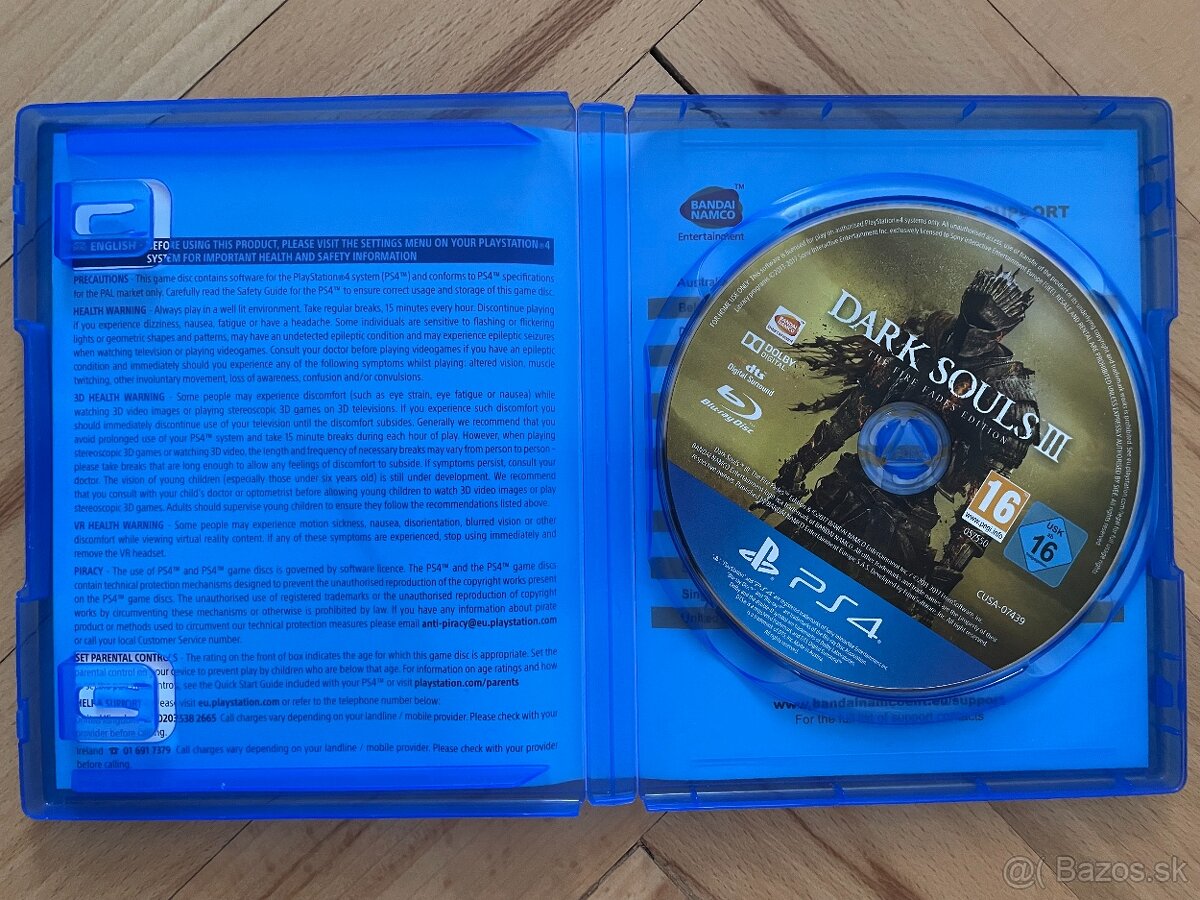 ENGLISH BEFORE USING THIS PRODUCT, PLEASE VISIT THE SETTINGS MENU ON YOUR PLAYSTATION®4
SYSTEM FOR IMPORTANT HEALTH AND SAFETY INFORMATION
PRECAUTIONS - This game disc contains software for the PlayStation®4 system (PS4™) and conforms to PS4™ specifications
for the PAL market only. Carefully read the Safety Guide for the PS4™ to ensure correct usage and storage of this game disc.
HEALTH WARNING - Always play in a well lit environment. Take regular breaks, 15 minutes every hour. Discontinue playing
if you experience dizziness, nausea, fatigue or have a headache. Some individuals are sensitive to flashing or flickering
lights or geometric shapes and patterns, may have an undetected epileptic condition and may experience epileptic seizures
when watching television or playing videogames. Consult your doctor before playing videogames if you have an epileptic
condition and immediately should you experience any of the following symptoms whilst playing: altered vision, muscle
twitching, other involuntary movement, loss of awareness, confusion and/or convulsions.
3D HEALTH WARNING - Some people may experience discomfort (such as eye strain, eye fatigue or nausea) while
watching 3D video images or playing stereoscopic 3D games on 3D televisions. If you experience such discomfort you
should immediately discontinue use of your television until the discomfort subsides. Generally we recommend that you
avoid prolonged use of your PS4™ system and take 15 minute breaks during each hour of play. However, when playing
stereoscopic 3D games or watching 3D video, the length and frequency of necessary breaks may vary from person to person -
please take breaks that are long enough to allow any feelings of discomfort to subside. If symptoms persist, consult your
doctor. The vision of young children (especially those under six years old) is still under development. We recommend
that you consult with your child's doctor or optometrist before allowing young children to watch 3D video images or play
stereoscopic 3D games. Adults should supervise young children to ensure they follow the recommendations listed above.
VR HEALTH WARNING - Some people may experience motion sickness, nausea, disorientation, blurred vision or other
discomfort while viewing virtual reality content. If any of these symptoms are experienced, stop using immediately and
remove the VR headset.
PIRACY - The use of PS4™ and PS4™ game discs is governed by software licence. The PS4™ and the PS4™ game discs
contain technical protection mechanisms designed to prevent the unauthorised reproduction of the copyright works present
on the PS4™ game discs. The unauthorised use of registered trademarks or the unauthorised reproduction of copyright
works by circumventing these mechanisms or otherwise is prohibited by law. If you have any information about pirate
product or methods used to circumvent our technical protection measures please email anti-piracy@eu.playstation.com
or call your local Customer Service number.
SET PARENTAL CONTROLS - The rating on the front of box indicates the age for which this game disc is appropriate. Set the
parental controls on your device to prevent play by children who are below that age. For information on age ratings and how
see the Quick Start Guide included with your PS4™ or visit playstation.com/parents
HELP & SUPPORT - Please visit eu.playstation.com or refer to the telephone number below:
0203 538 2665 Call charges vary depending on your landline / mobile provider. Please check with your
provider before calling.
Ireland ☎ 01 691 7379 Call charges vary depending on your landline / mobile provider. Please check with your provider
before calling.
BANDAI
NAMCO
™
Entertainment
SUPPORT
DARK SOULS III
THE FIRE FADES EDITION
BANDAI
NAMCO
DOLBY
DIGITAL
dts
Digital Surround
Blu-ray Disc
16
www.pegi.info
USK
ab
16
CUSA-07439
PS4
www.bandainamcoent.eu/support
For the full list of support contacts
@( Bazos.sk